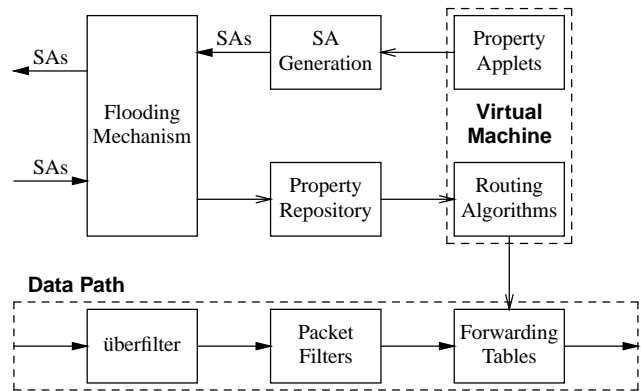 SAs
SAs
SA
Generation
Property
Applets
Flooding
Mechanism
Virtual
Machine
SAs
Property
Repository
Routing
Algorithms
Data Path
überfilter
Packet
Filters
Forwarding
Tables